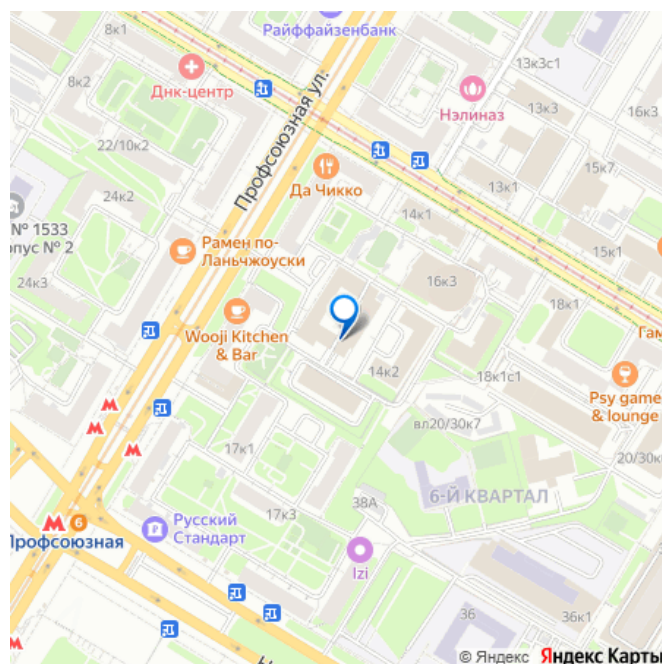 8к1
Райффайзенбанк
Днк-центр
8к2
Профсоюзная ул.
13к3с1
Нэлиназ
13к3
16к3
22/10к2
Да Чикко
15к7
13к1
24к2
14к1
№ 1533
рпус № 2
Рамен по-
Ланьчжоуски
15к1
24к3
16к3
18к1
Wooji Kitchen
& Bar
Гам
14к2
18к1с1
Psy game
& lounge
вл20/30к7
17к1
20/30к
38А
6-Й КВАРТАЛ
17к3
Русский
Стандарт
6
Профсоюзная
Izi
36
36к1
© Яндекс Яндекс Карты